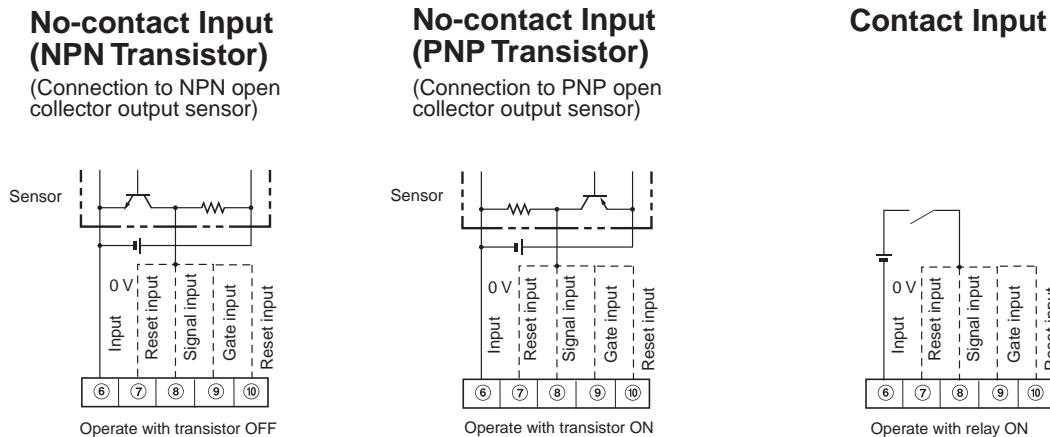 No-contact Input
(NPN Transistor)
(Connection to NPN open
collector output sensor)
Sensor
0 V
Input
Reset input
Signal input
Gate input
Reset input
⑥ ⑦ ⑧ ⑨ ⑩
Operate with transistor OFF
No-contact Input
(PNP Transistor)
(Connection to PNP open
collector output sensor)
Sensor
0 V
Input
Reset input
Signal input
Gate input
Reset input
⑥ ⑦ ⑧ ⑨ ⑩
Operate with transistor ON
Contact Input
0 V
Input
Reset input
Signal input
Gate input
Reset input
⑥ ⑦ ⑧ ⑨ ⑩
Operate with relay ON